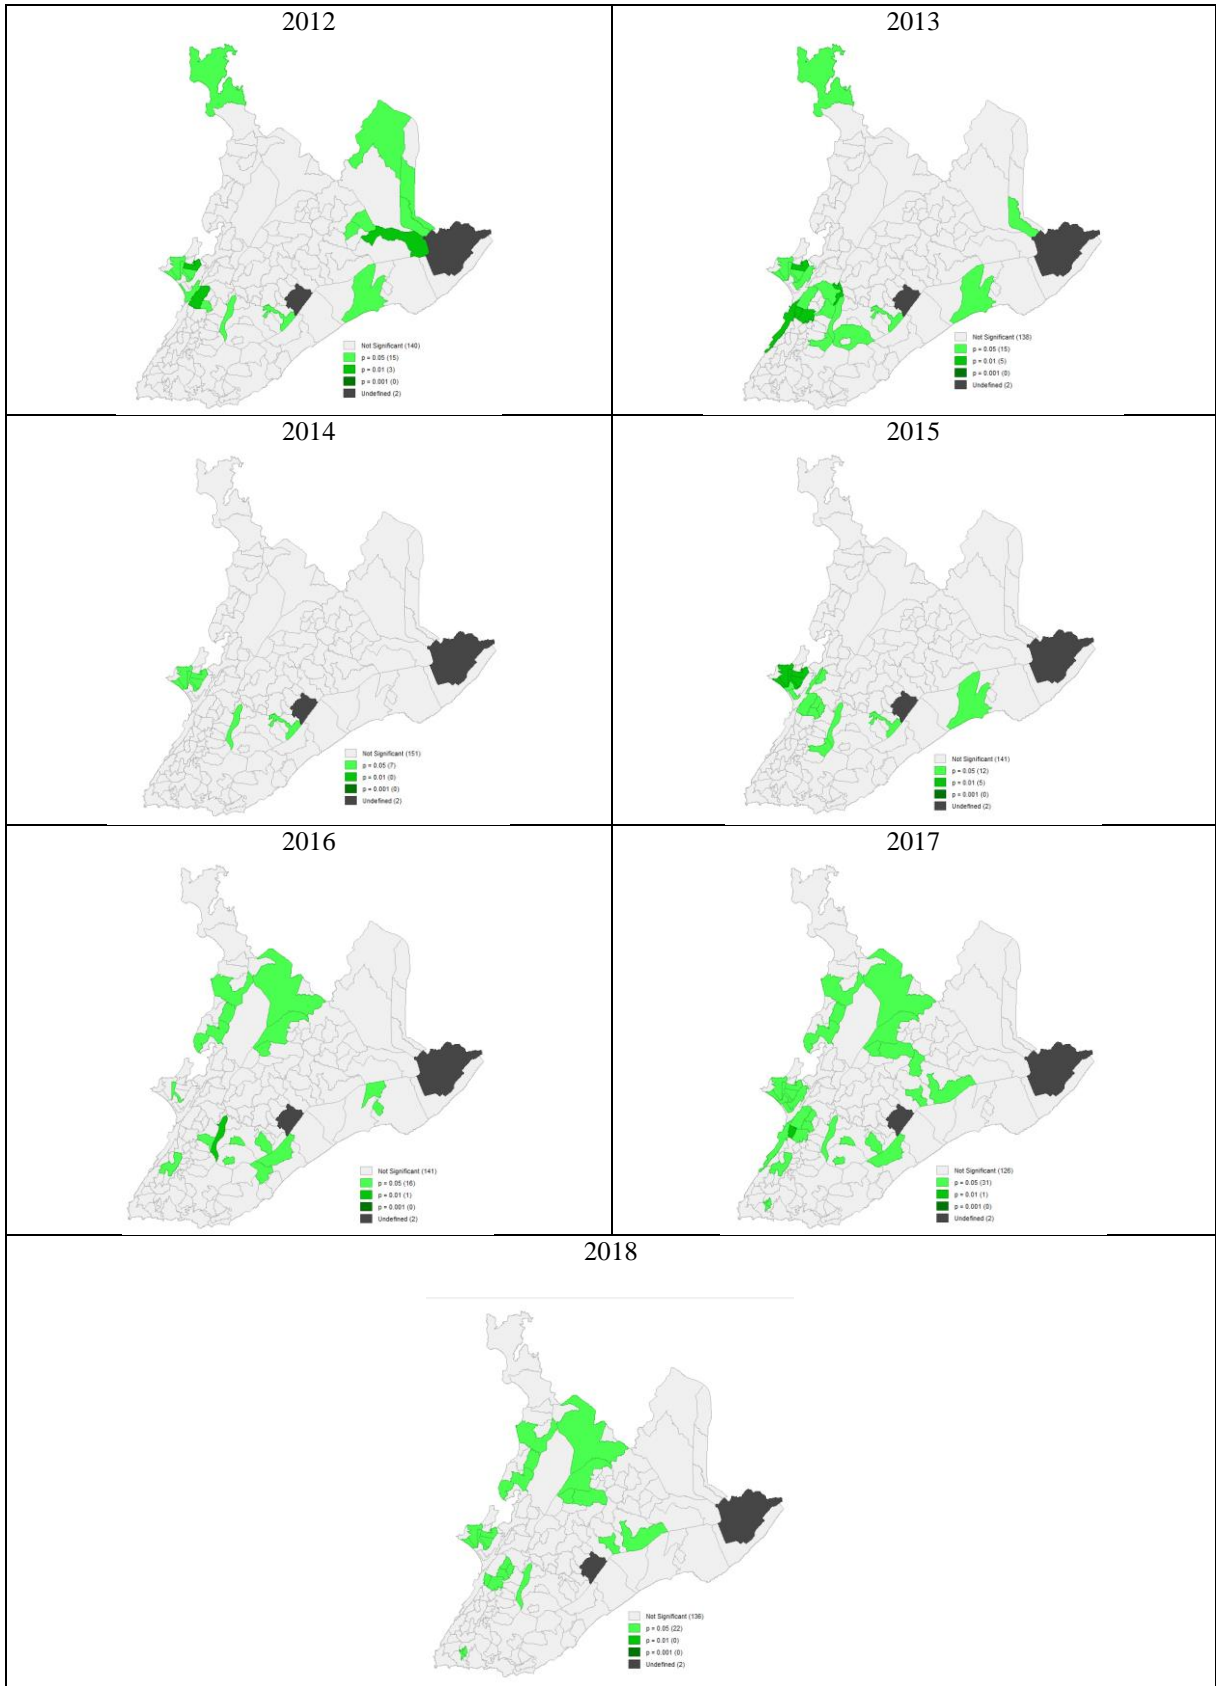 2012
Not Significant (140)
p = 0.05 (15)
p = 0.01 (3)
p = 0.001 (0)
Undefined (2)
2013
Not Significant (138)
p = 0.05 (15)
p = 0.01 (5)
p = 0.001 (0)
Undefined (2)
2014
Not Significant (151)
p = 0.05 (7)
p = 0.01 (0)
p = 0.001 (0)
Undefined (2)
2015
Not Significant (141)
p = 0.05 (12)
p = 0.01 (5)
p = 0.001 (0)
Undefined (2)
2016
Not Significant (141)
p = 0.05 (16)
p = 0.01 (1)
p = 0.001 (0)
Undefined (2)
2017
Not Significant (126)
p = 0.05 (31)
p = 0.01 (1)
p = 0.001 (0)
Undefined (2)
2018
Not Significant (136)
p = 0.05 (22)
p = 0.01 (0)
p = 0.001 (0)
Undefined (2)